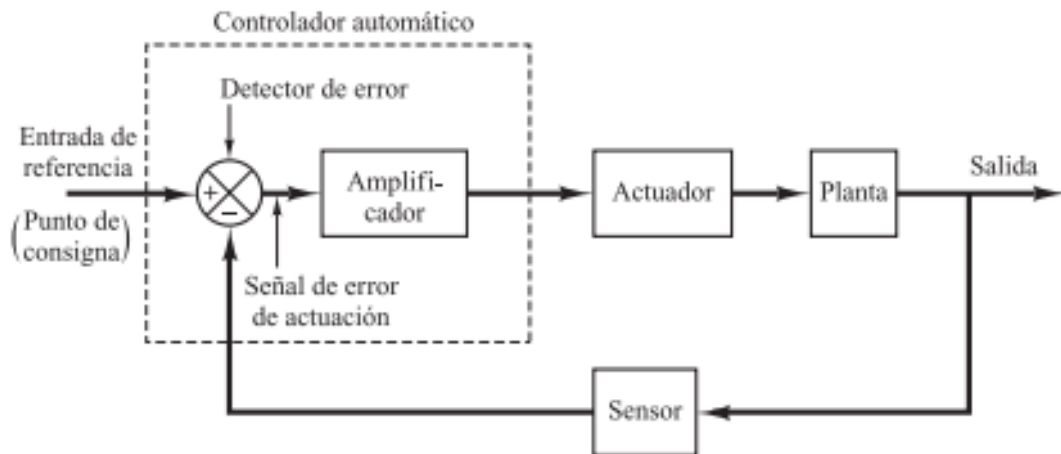 Controlador automático
Detector de error
Entrada de
referencia
(Punto de
consigna)
+
−
Amplifi-
cador
Actuador
Planta
Salida
Señal de error
de actuación
Sensor